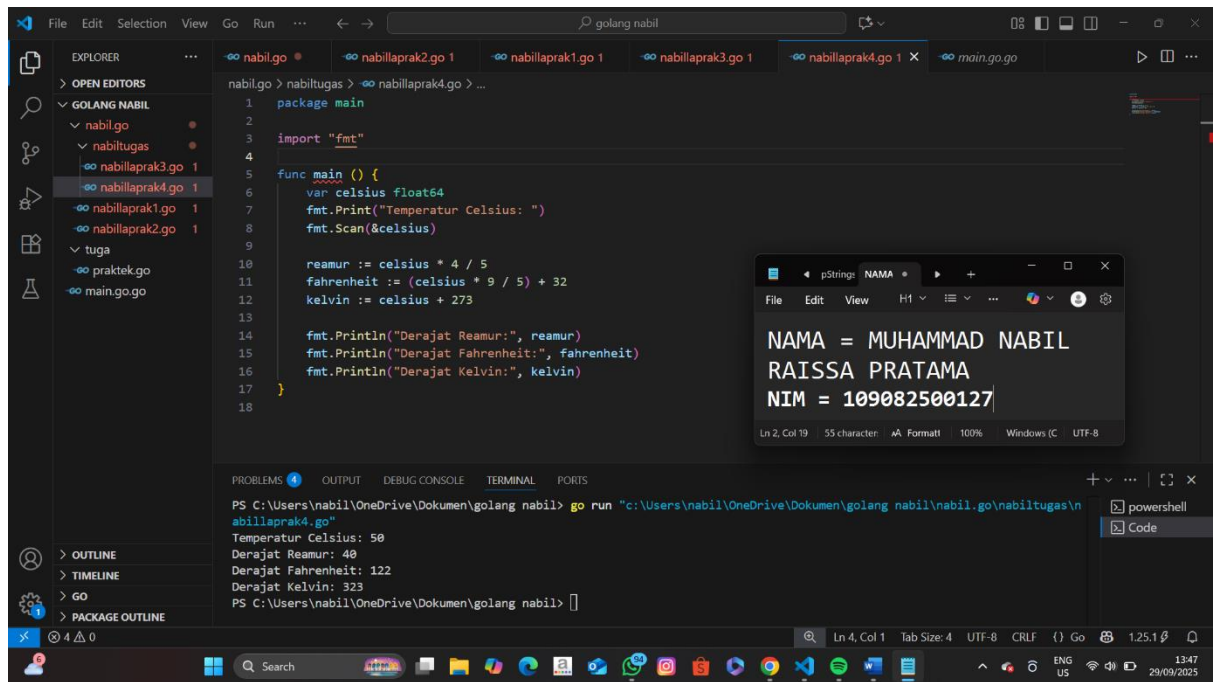 File Edit Selection View Go Run ... golang nabil
EXPLORER ...
nabil.go nabillaprak2.go 1 nabillaprak1.go 1 nabillaprak3.go 1 nabillaprak4.go 1 main.go.go
OPEN EDITORS
GOLANG NABIL
nabil.go
nabiltugas
nabillaprak3.go 1
nabillaprak4.go 1
nabillaprak1.go 1
nabillaprak2.go 1
tuga
praktek.go
main.go.go
nabil.go > nabiltugas > nabillaprak4.go > ...
1 package main
2
3 import "fmt"
4
5 func main () {
6 var celsius float64
7 fmt.Print("Temperatur Celsius: ")
8 fmt.Scan(&celsius)
9
10 reamur := celsius * 4 / 5
11 fahrenheit := (celsius * 9 / 5) + 32
12 kelvin := celsius + 273
13
14 fmt.Println("Derajat Reamur:", reamur)
15 fmt.Println("Derajat Fahrenheit:", fahrenheit)
16 fmt.Println("Derajat Kelvin:", kelvin)
17 }
18
pStrings NAMA
File Edit View H1 ...
NAMA = MUHAMMAD NABIL
RAISSA PRATAMA
NIM = 109082500127
Ln 2, Col 19 55 character Formatt 100% Windows (C UTF-8
PROBLEMS 4 OUTPUT DEBUG CONSOLE TERMINAL PORTS
PS C:\Users\nabil\OneDrive\Dokumen\golang nabil> go run "c:\Users\nabil\OneDrive\Dokumen\golang nabil\nabil.go\nabiltugas\n
abillaprak4.go"
Temperatur Celsius: 50
Derajat Reamur: 40
Derajat Fahrenheit: 122
Derajat Kelvin: 323
PS C:\Users\nabil\OneDrive\Dokumen\golang nabil>
powershell
Code
OUTLINE
TIMELINE
GO
PACKAGE OUTLINE
4 0 Ln 4, Col 1 Tab Size: 4 UTF-8 CRLF {} Go 1.25.1
Search 94 ENG US 13:47
29/09/2025